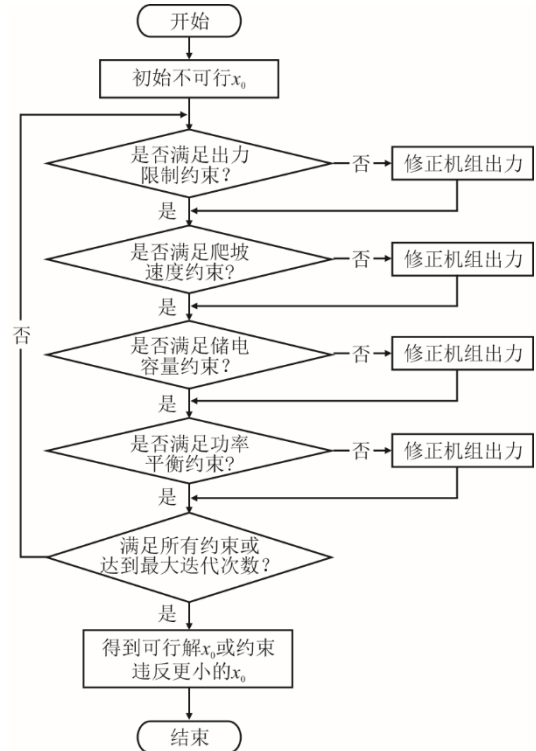 开始
初始不可行x₀
是否满足出力
限制约束？
否
修正机组出力
是
是否满足爬坡
速度约束?
否
修正机组出力
是
否
是否满足储电
容量约束？
否
修正机组出力
是
是否满足功率
平衡约束?
否
修正机组出力
是
满足所有约束或
达到最大迭代次数？
是
得到可行解x₀或约束
违反更小的x₀
结束